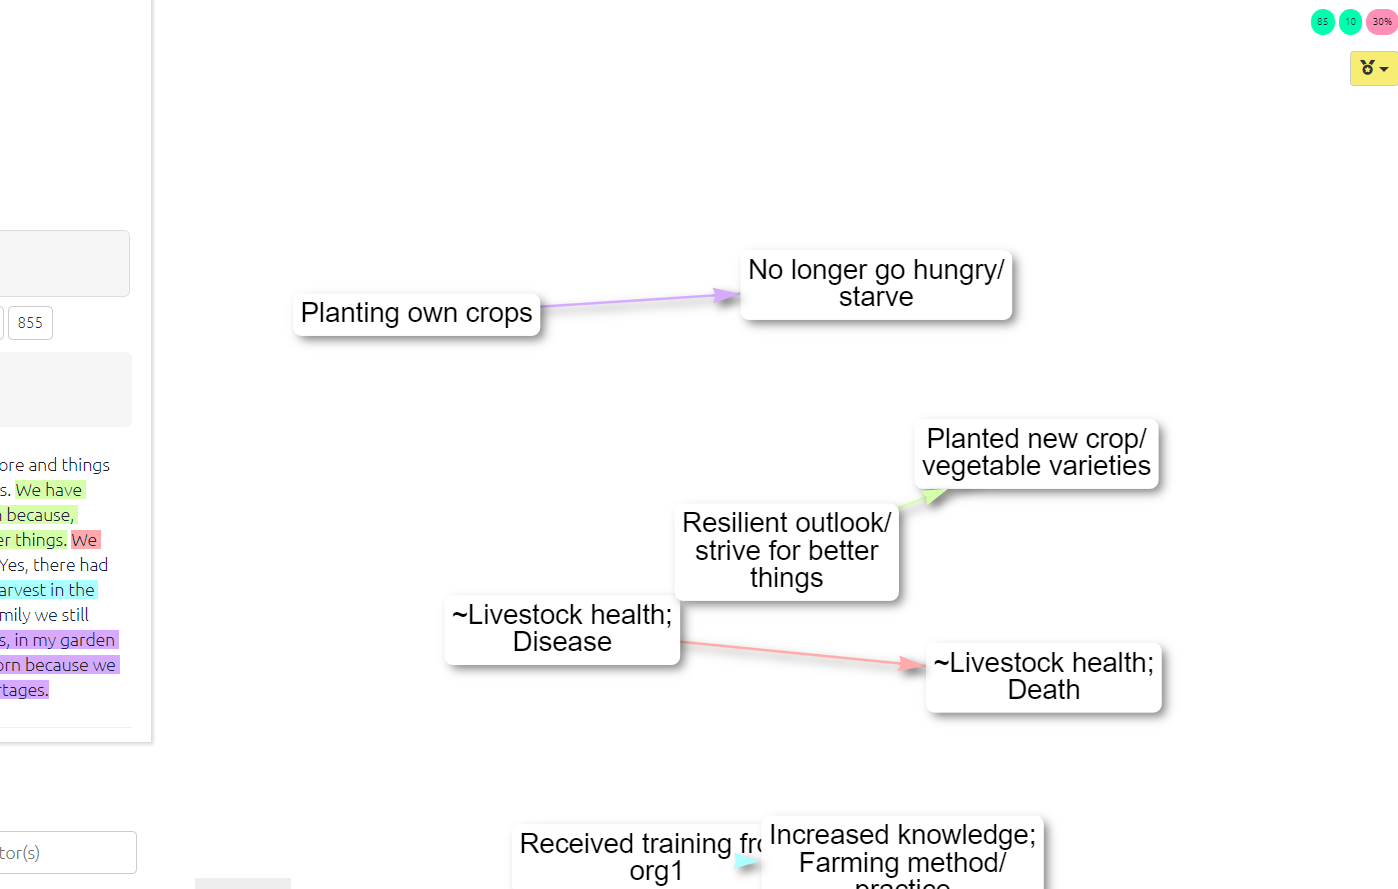 85 10 30%
855
ore and things
s. We have
because,
er things. We
Yes, there had
arvest in the
mily we still
s, in my garden
orn because we
rtages.
tor(s)
Planting own crops
No longer go hungry/
starve
Planted new crop/
vegetable varieties
Resilient outlook/
strive for better
things
~Livestock health;
Disease
~Livestock health;
Death
Received training fro
org1
Increased knowledge;
Farming method/
practice